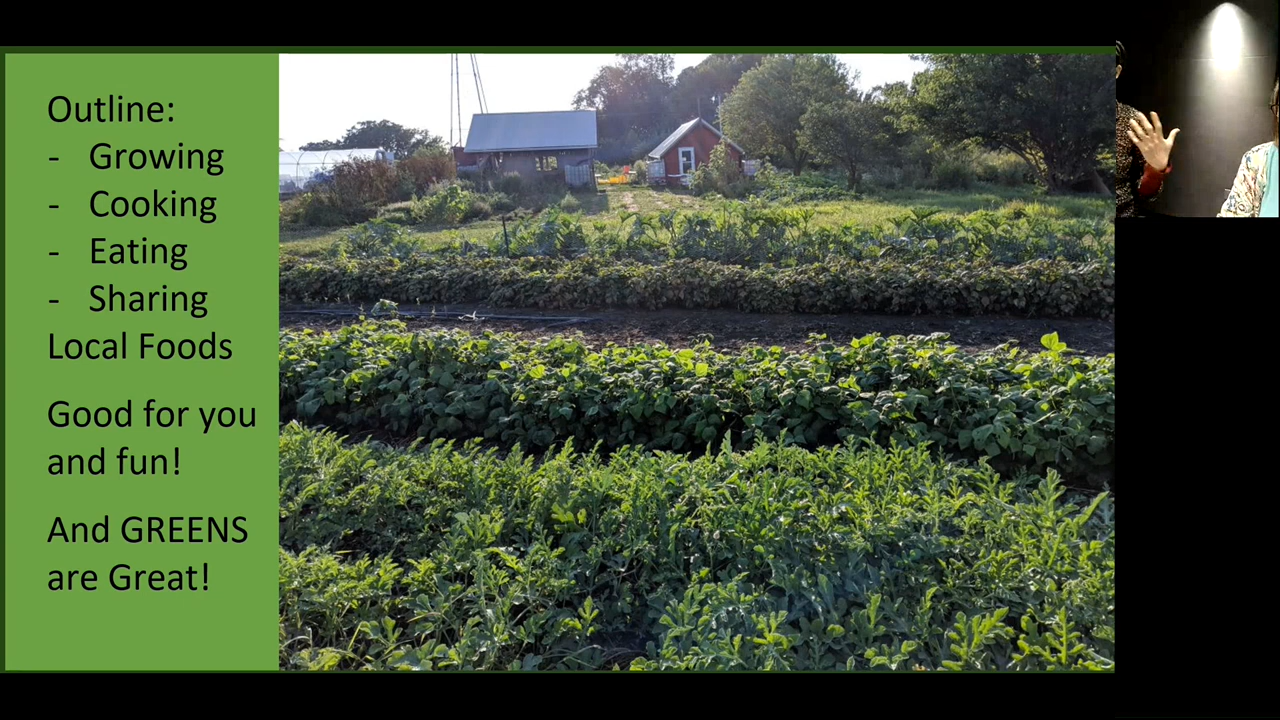 Outline:
- Growing
- Cooking
- Eating
- Sharing
Local Foods
Good for you
and fun!
And GREENS
are Great!